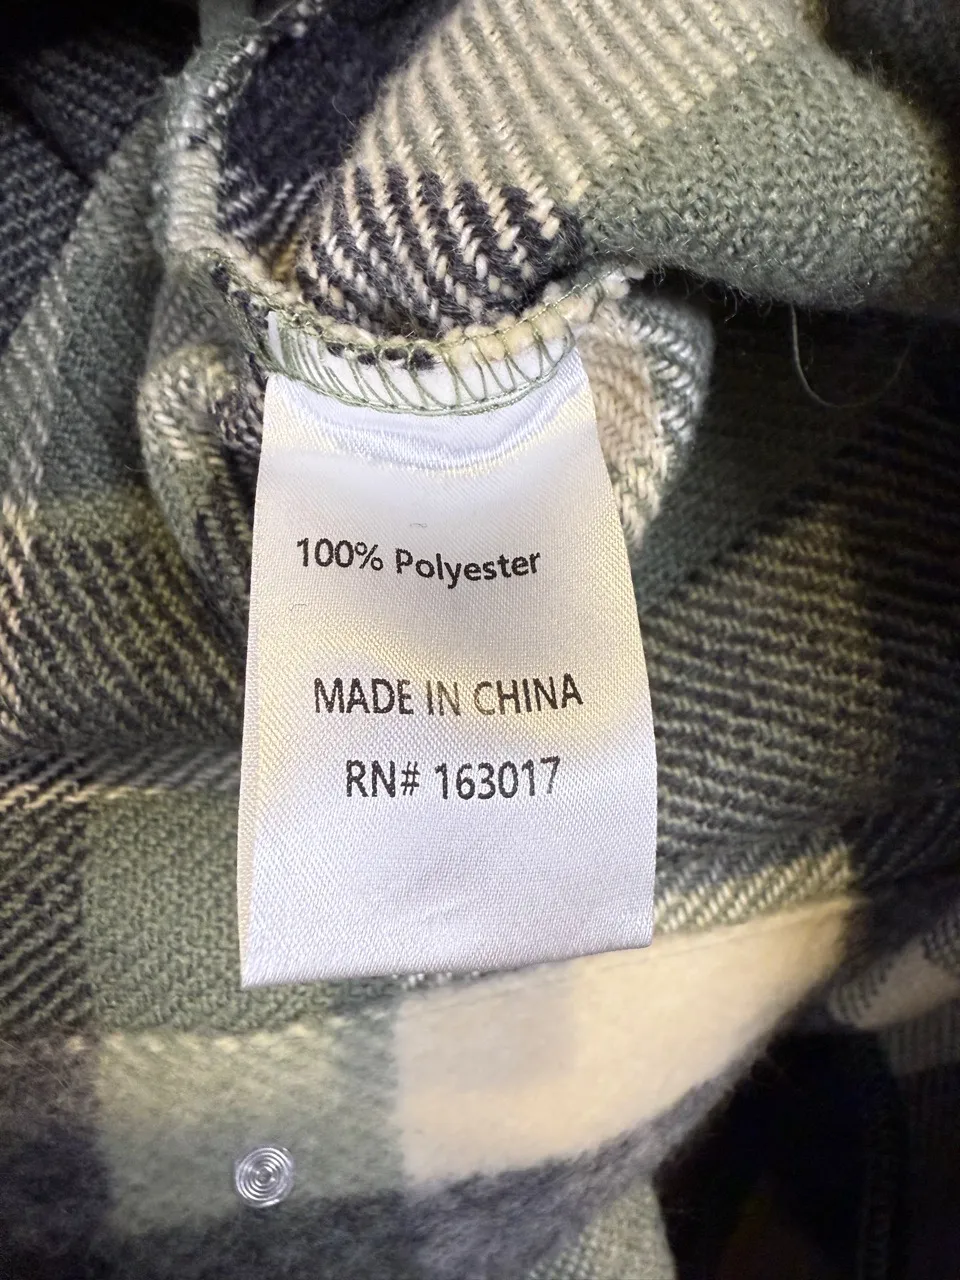 100% Polyester
MADE IN CHINA
RN# 163017